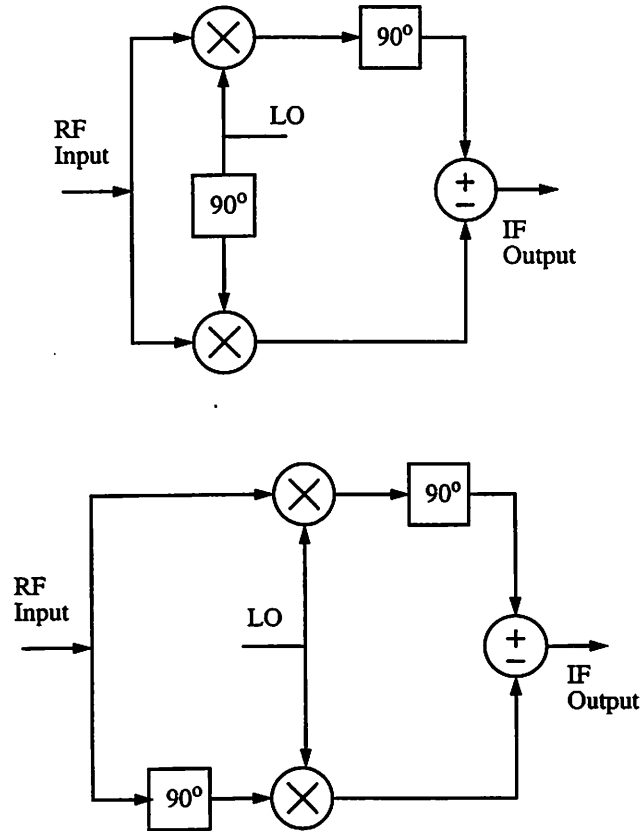 90°
LO
RF
Input
90°
+
−
IF
Output
90°
RF
Input
LO
+
−
IF
Output
90°